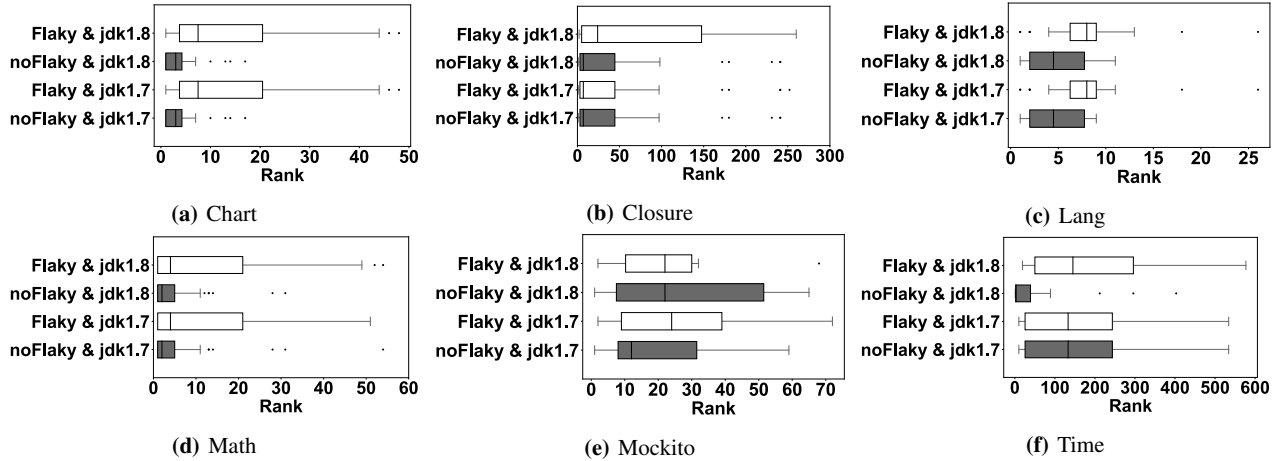 Flaky & jdk1.8
noFlaky & jdk1.8
Flaky & jdk1.7
noFlaky & jdk1.7
0 10 20 30 40 50
Rank
(a) Chart
Flaky & jdk1.8
noFlaky & jdk1.8
Flaky & jdk1.7
noFlaky & jdk1.7
0 50 100 150 200 300
Rank
(b) Closure
Flaky & jdk1.8
noFlaky & jdk1.8
Flaky & jdk1.7
noFlaky & jdk1.7
0 5 10 15 20 25
Rank
(c) Lang
Flaky & jdk1.8
noFlaky & jdk1.8
Flaky & jdk1.7
noFlaky & jdk1.7
0 10 20 30 40 60
Rank
(d) Math
Flaky & jdk1.8
noFlaky & jdk1.8
Flaky & jdk1.7
noFlaky & jdk1.7
0 10 20 30 40 50 60 70
Rank
(e) Mockito
Flaky & jdk1.8
noFlaky & jdk1.8
Flaky & jdk1.7
noFlaky & jdk1.7
0 100 200 300 400 500 600
Rank
(f) Time